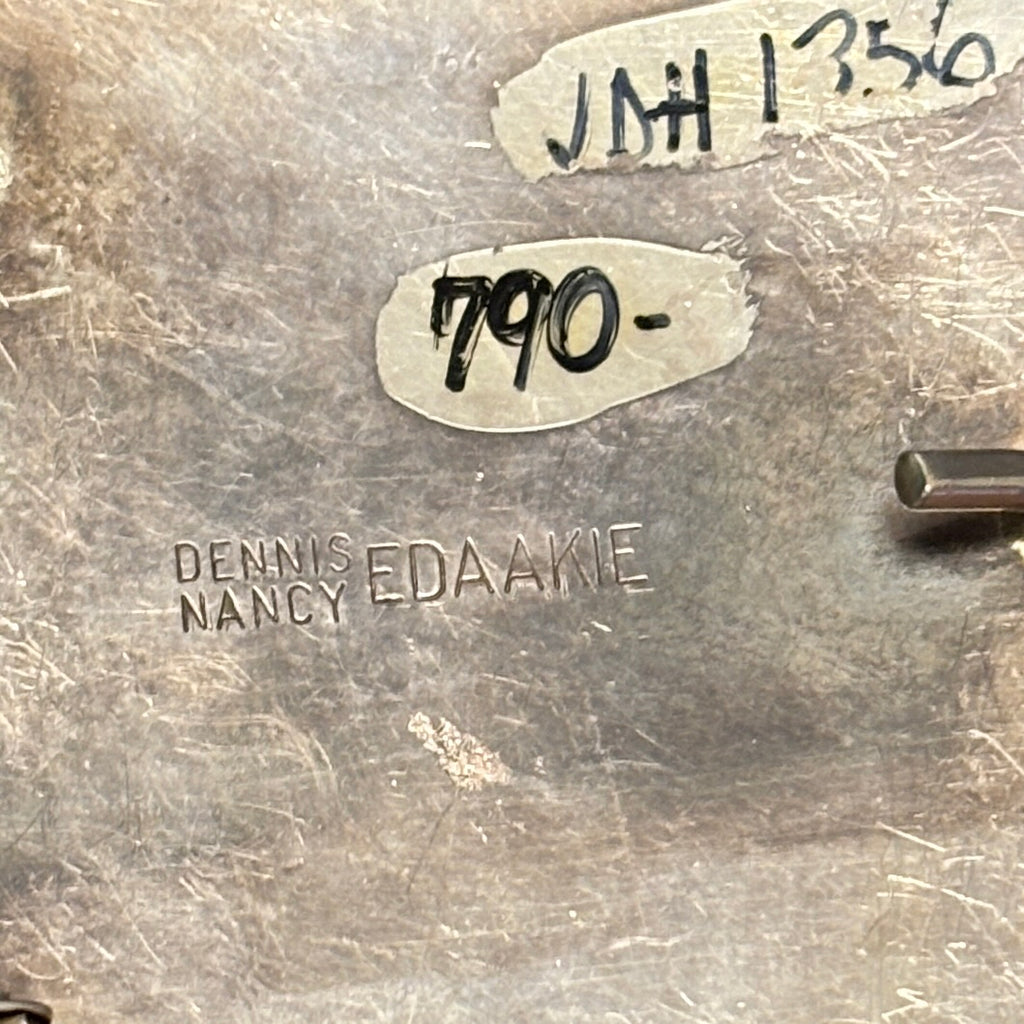 JDH 1356
790-
DENNIS
NANCY EDAAKIE